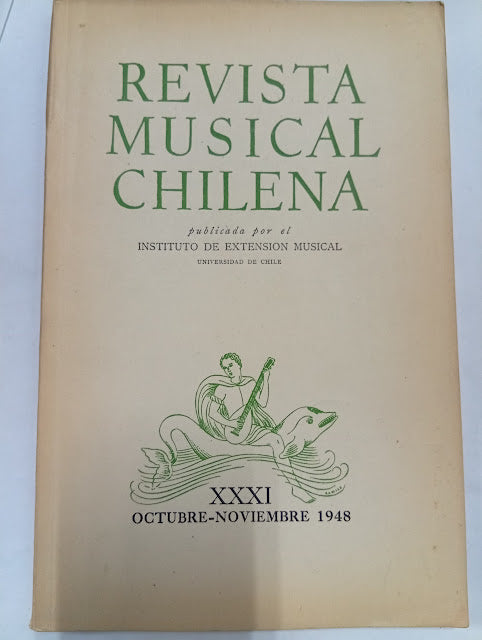 REVISTA
MUSICAL
CHILENA
publicada por el
INSTITUTO DE EXTENSION MUSICAL
UNIVERSIDAD DE CHILE
XXXI
OCTUBRE-NOVIEMBRE 1948